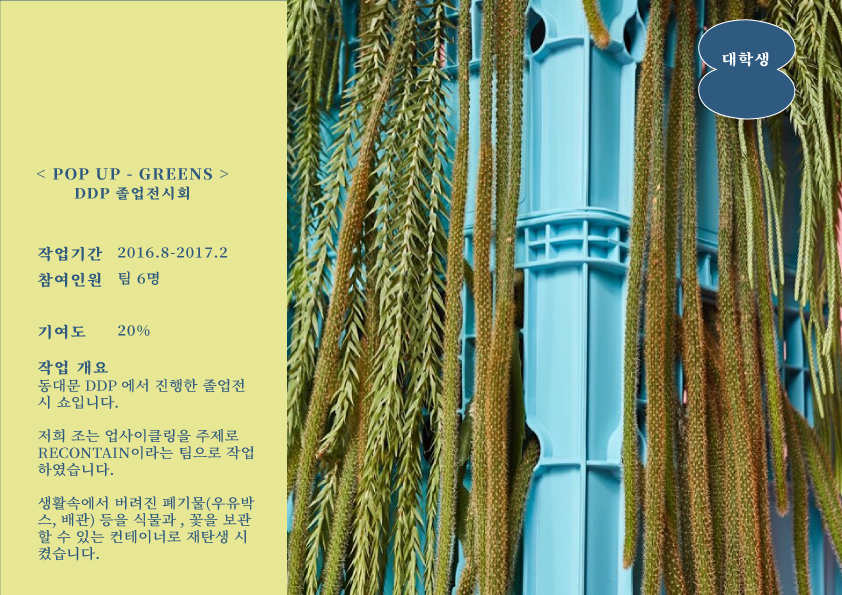 대학생
< POP UP - GREENS >
DDP 졸업전시회
작업기간 2016.8-2017.2
참여인원 팀 6명
기여도 20%
작업 개요
동대문 DDP 에서 진행한 졸업전
시 쇼입니다.
저희 조는 업사이클링을 주제로
RECONTAIN이라는 팀으로 작업
하였습니다.
생활속에서 버려진 폐기물(우유박
스, 배관) 등을 식물과 , 꽃을 보관
할 수 있는 컨테이너로 재탄생 시
켰습니다.